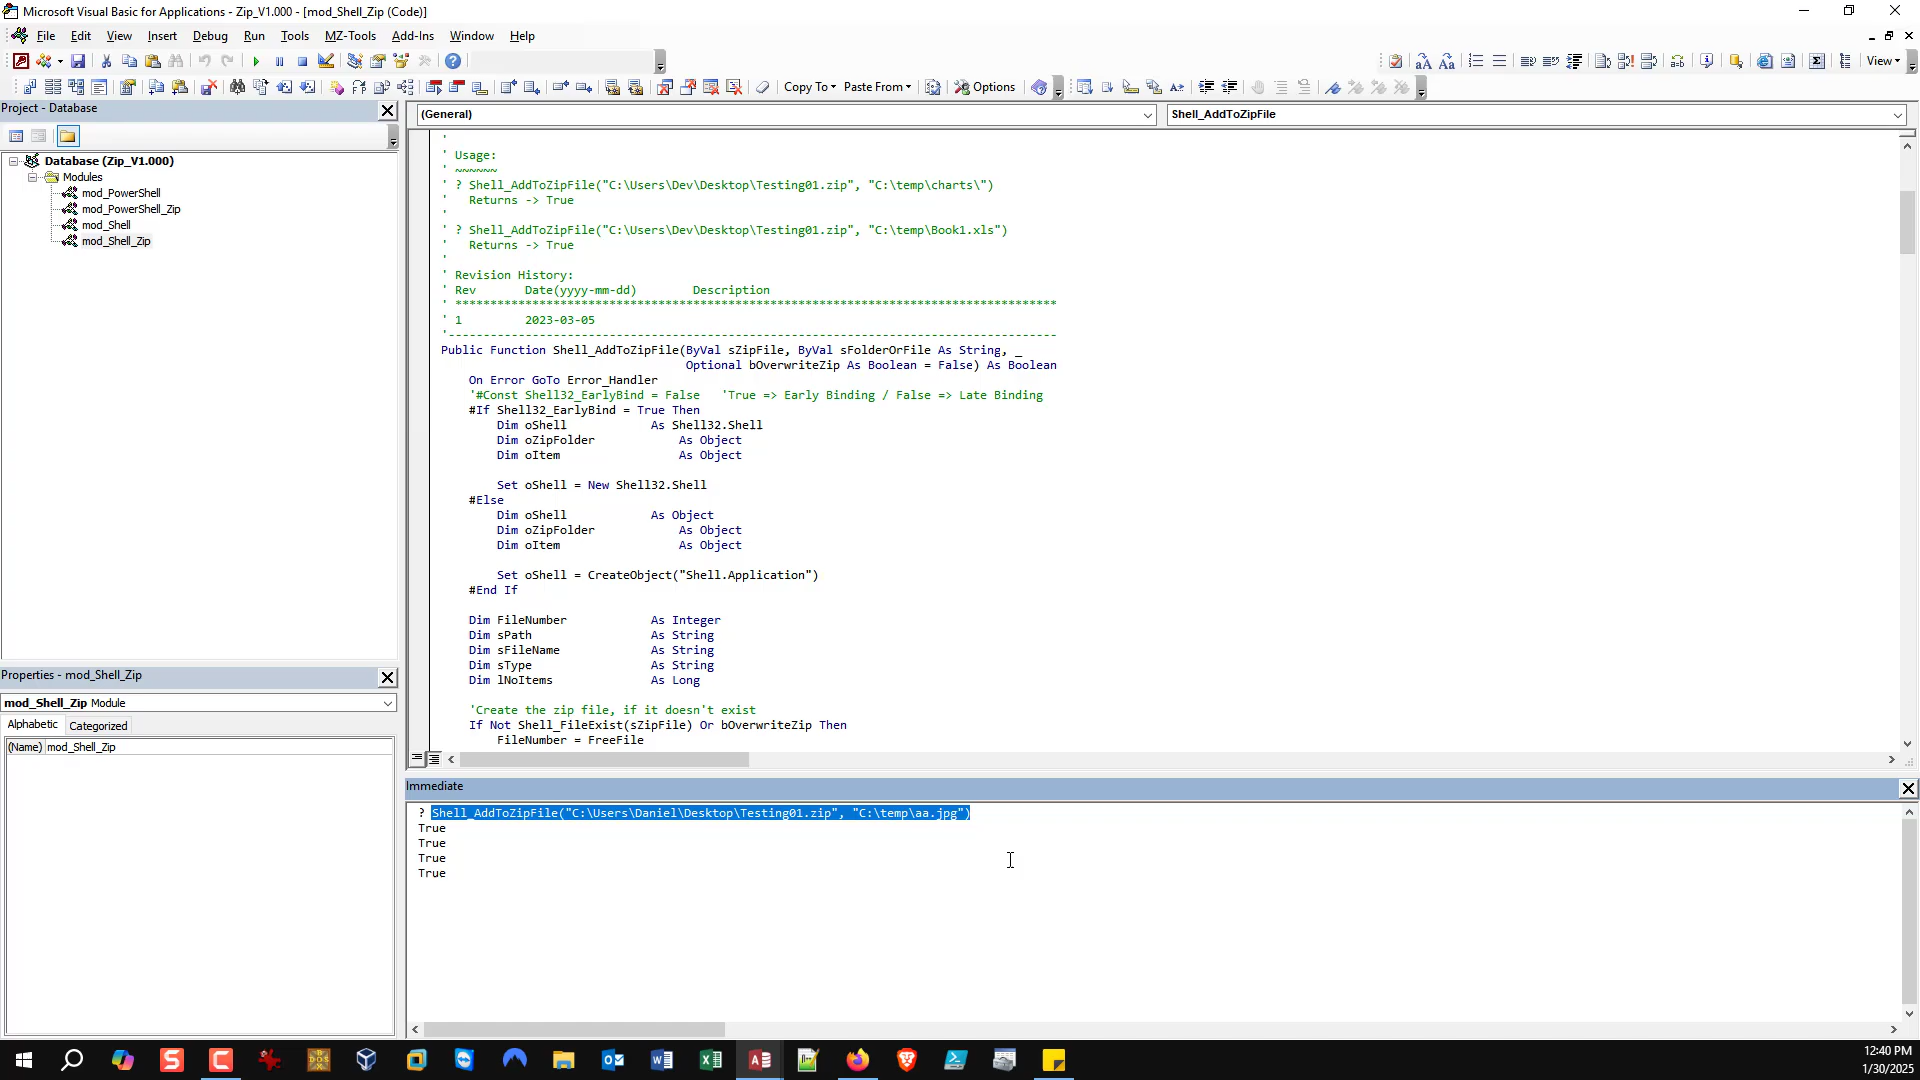 Microsoft Visual Basic for Applications - Zip_V1.000 - [mod_Shell_Zip (Code)]
File Edit View Insert Format Debug Run Tools MZ-Tools Add-Ins Window Help
View
Copy To Paste From Options
Project - Database
Database (Zip_V1.000)
Modules
mod_PowerShell
mod_PowerShell_Zip
mod_Shell
mod_Shell_Zip
Properties - mod_Shell_Zip
mod_Shell_Zip Module
Alphabetic Categorized
(Name) mod_Shell_Zip
(General) Shell_AddToZipFile
'
' Usage:
' ~~~~~~
' ? Shell_AddToZipFile("C:\Users\Dev\Desktop\Testing01.zip", "C:\temp\charts\")
'   Returns -> True
'
' ? Shell_AddToZipFile("C:\Users\Dev\Desktop\Testing01.zip", "C:\temp\Book1.xls")
'   Returns -> True
'
' Revision History:
' Rev       Date(yyyy-mm-dd)        Description
' **************************************************************************************
' 1         2023-03-05
'---------------------------------------------------------------------------------------
Public Function Shell_AddToZipFile(ByVal sZipFile, ByVal sFolderOrFile As String, _
Optional bOverwriteZip As Boolean = False) As Boolean
On Error GoTo Error_Handler
'#Const Shell32_EarlyBind = False   'True => Early Binding / False => Late Binding
#If Shell32_EarlyBind = True Then
Dim oShell            As Shell32.Shell
Dim oZipFolder            As Object
Dim oItem                 As Object
Set oShell = New Shell32.Shell
#Else
Dim oShell            As Object
Dim oZipFolder            As Object
Dim oItem                 As Object
Set oShell = CreateObject("Shell.Application")
#End If
Dim FileNumber            As Integer
Dim sPath                 As String
Dim sFileName             As String
Dim sType                 As String
Dim lNoItems              As Long
'Create the zip file, if it doesn't exist
If Not Shell_FileExist(sZipFile) Or bOverwriteZip Then
FileNumber = FreeFile
Immediate
? Shell_AddToZipFile("C:\Users\Daniel\Desktop\Testing01.zip", "C:\temp\aa.jpg")
True
True
True
True
12:40 PM
1/30/2025